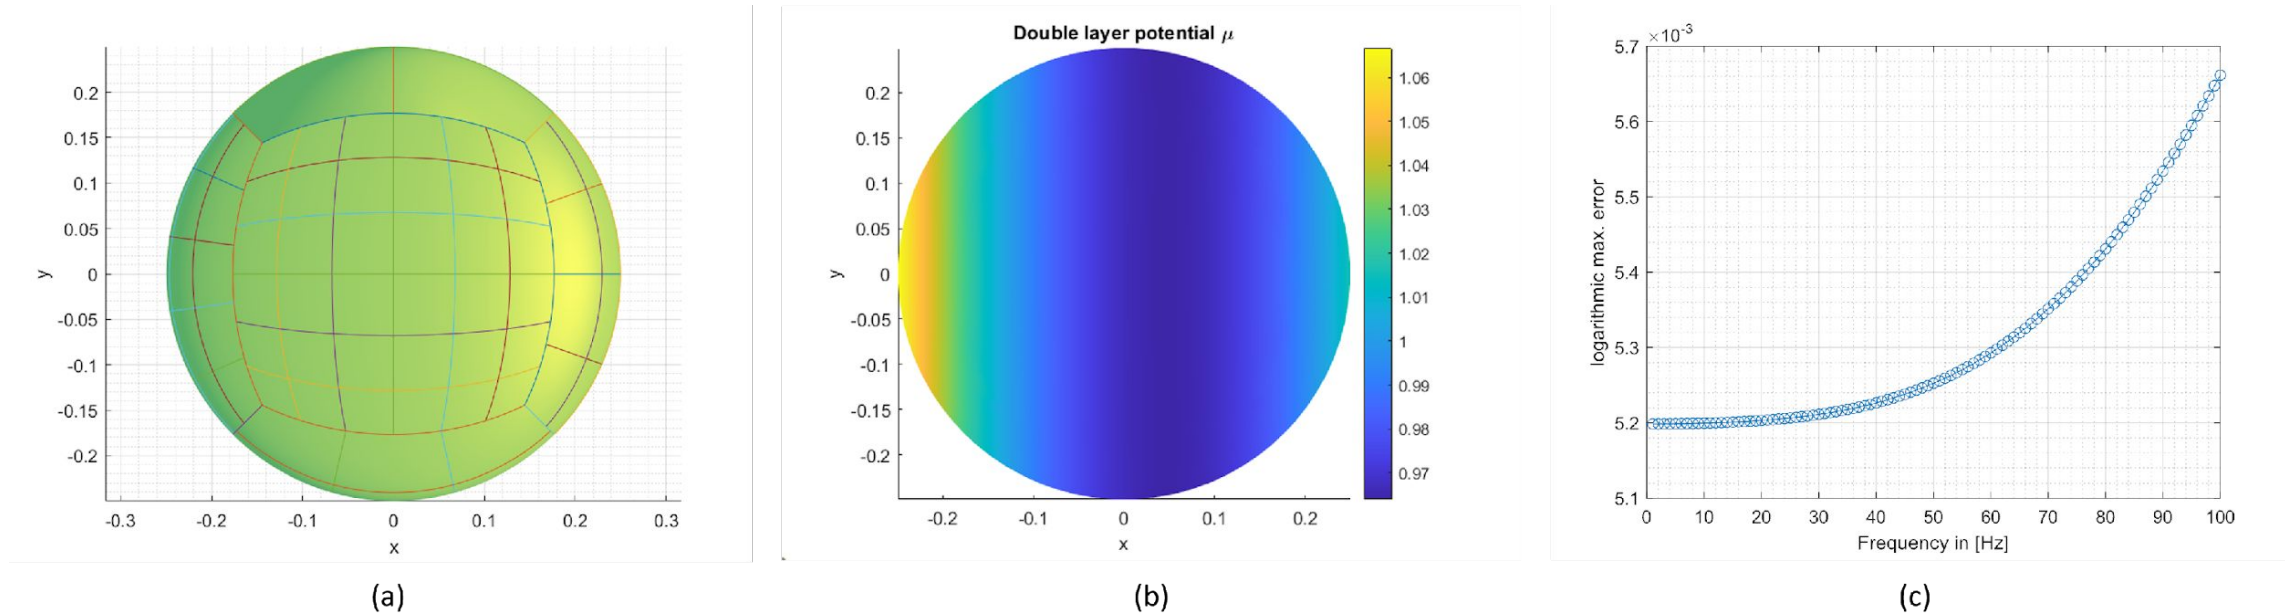 y
0.2
0.15
0.1
0.05
0
-0.05
-0.1
-0.15
-0.2
-0.3 -0.2 -0.1 0 0.1 0.2 0.3
x
(a)
Double layer potential μ
y
0.2
0.15
0.1
0.05
0
-0.05
-0.1
-0.15
-0.2
-0.2 -0.1 0 0.1 0.2
x
1.06
1.05
1.04
1.03
1.02
1.01
1
0.99
0.98
0.97
(b)
×10⁻³
logarithmic max. error
5.7
5.6
5.5
5.4
5.3
5.2
5.1
0 10 20 30 40 50 60 70 80 90 100
Frequency in [Hz]
(c)